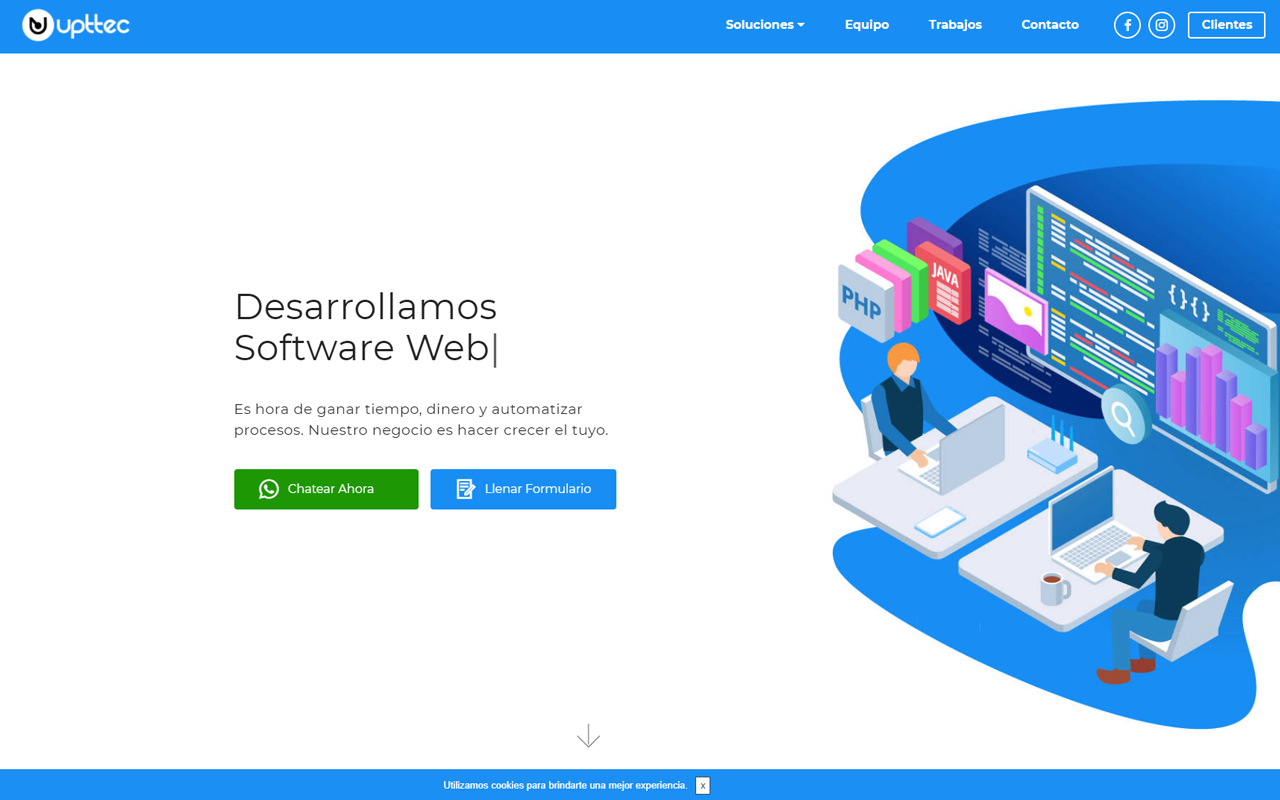 upttec
Soluciones
Equipo
Trabajos
Contacto
Clientes
PHP
JAVA
{}{}
Desarrollamos
Software Web|
Es hora de ganar tiempo, dinero y automatizar
procesos. Nuestro negocio es hacer crecer el tuyo.
Chatear Ahora
Llenar Formulario
Utilizamos cookies para brindarte una mejor experiencia.
x